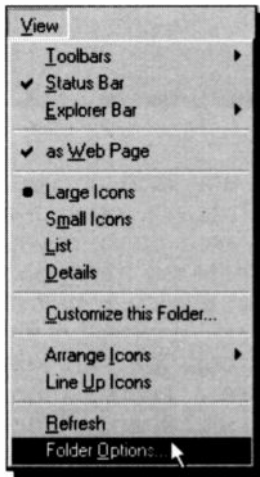 View
Toolbars
Status Bar
Explorer Bar
as Web Page
Large Icons
Small Icons
List
Details
Customize this Folder...
Arrange Icons
Line Up Icons
Refresh
Folder Options...